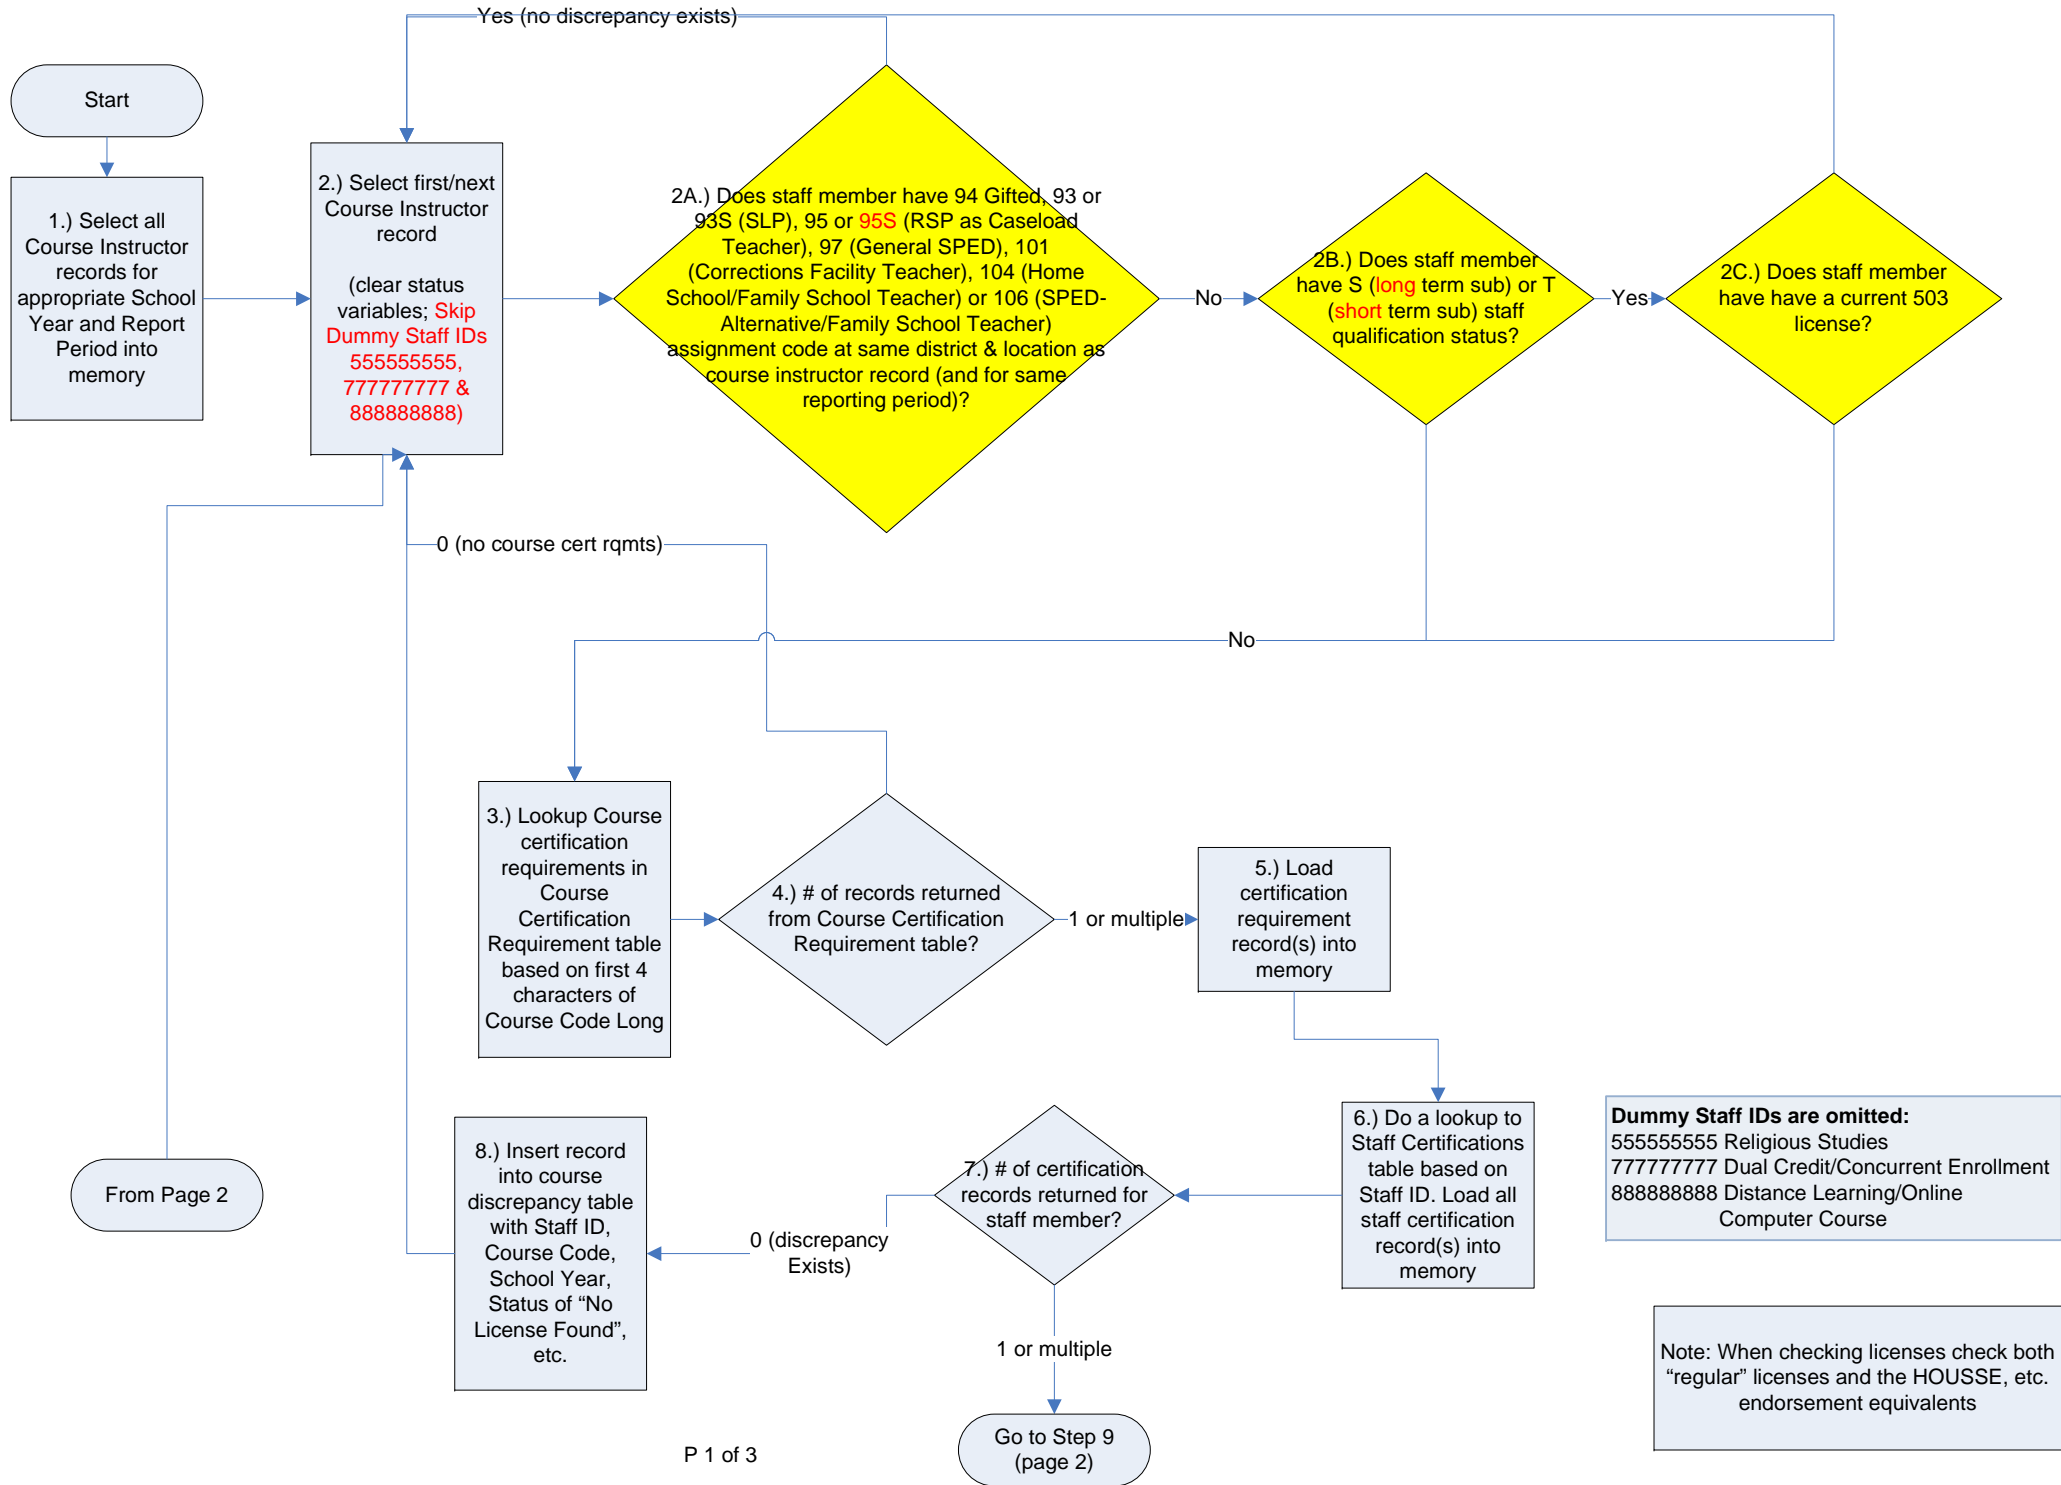 Yes (no discrepancy exists)
Start
1.) Select all
Course Instructor
records for
appropriate School
Year and Report
Period into
memory
2.) Select first/next
Course Instructor
record
(clear status
variables; Skip
Dummy Staff IDs
555555555,
777777777 &
888888888)
2A.) Does staff member have 94 Gifted, 93 or
93S (SLP), 95 or 95S (RSP as Caseload
Teacher), 97 (General SPED), 101
(Corrections Facility Teacher), 104 (Home
School/Family School Teacher) or 106 (SPED-
Alternative/Family School Teacher)
assignment code at same district & location as
course instructor record (and for same
reporting period)?
No
2B.) Does staff member
have S (long term sub) or T
(short term sub) staff
qualification status?
Yes
2C.) Does staff member
have have a current 503
license?
0 (no course cert rqmts)
No
3.) Lookup Course
certification
requirements in
Course
Certification
Requirement table
based on first 4
characters of
Course Code Long
4.) # of records returned
from Course Certification
Requirement table?
1 or multiple
5.) Load
certification
requirement
record(s) into
memory
6.) Do a lookup to
Staff Certifications
table based on
Staff ID. Load all
staff certification
record(s) into
memory
7.) # of certification
records returned for
staff member?
0 (discrepancy
Exists)
8.) Insert record
into course
discrepancy table
with Staff ID,
Course Code,
School Year,
Status of “No
License Found”,
etc.
From Page 2
1 or multiple
Go to Step 9
(page 2)
Dummy Staff IDs are omitted:
555555555 Religious Studies
777777777 Dual Credit/Concurrent Enrollment
888888888 Distance Learning/Online
Computer Course
Note: When checking licenses check both
“regular” licenses and the HOUSSE, etc.
endorsement equivalents
P 1 of 3